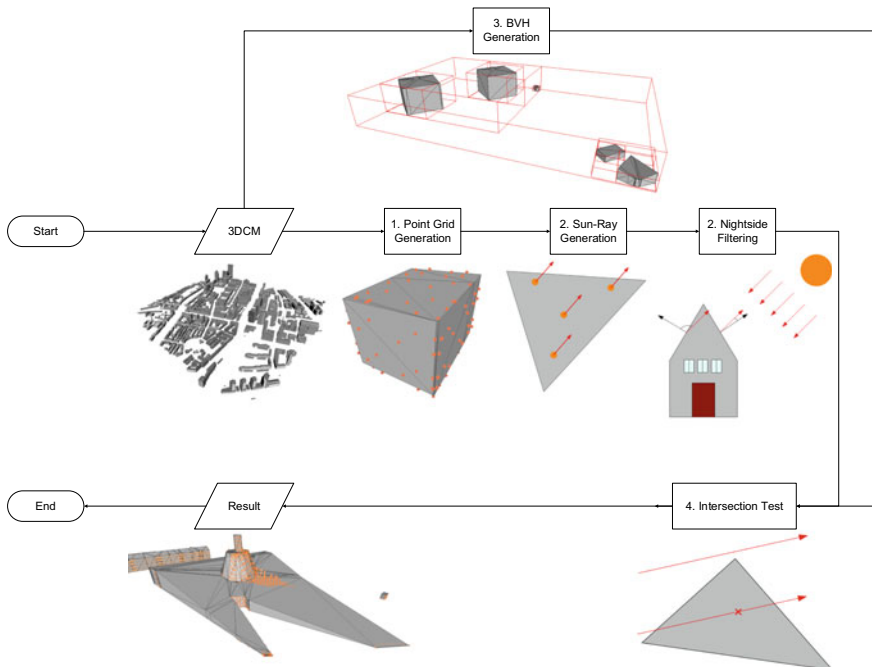 3. BVH
Generation
Start
3DCM
1. Point Grid
Generation
2. Sun-Ray
Generation
2. Nightside
Filtering
End
Result
4. Intersection Test